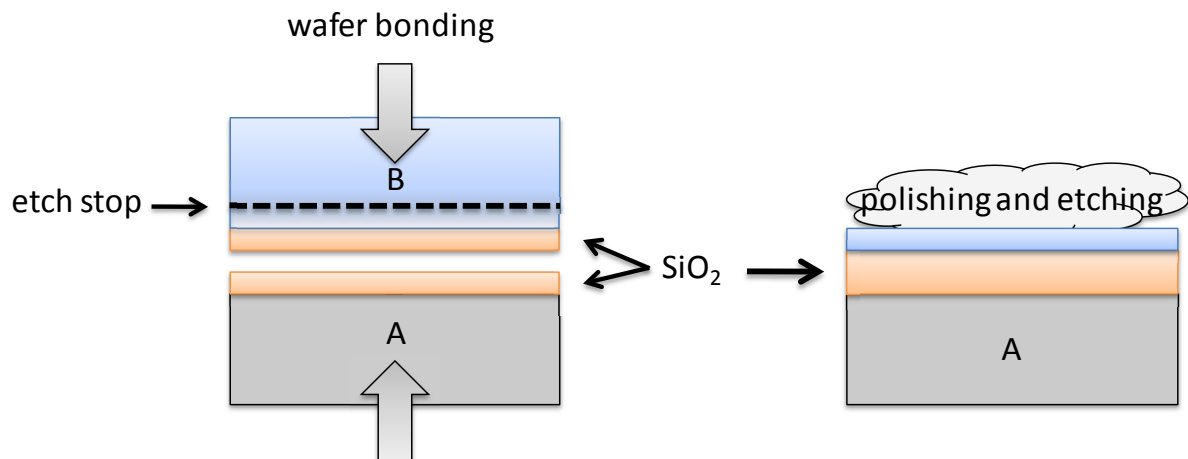 wafer bonding
B
etch stop
polishing and etching
SiO₂
A
A